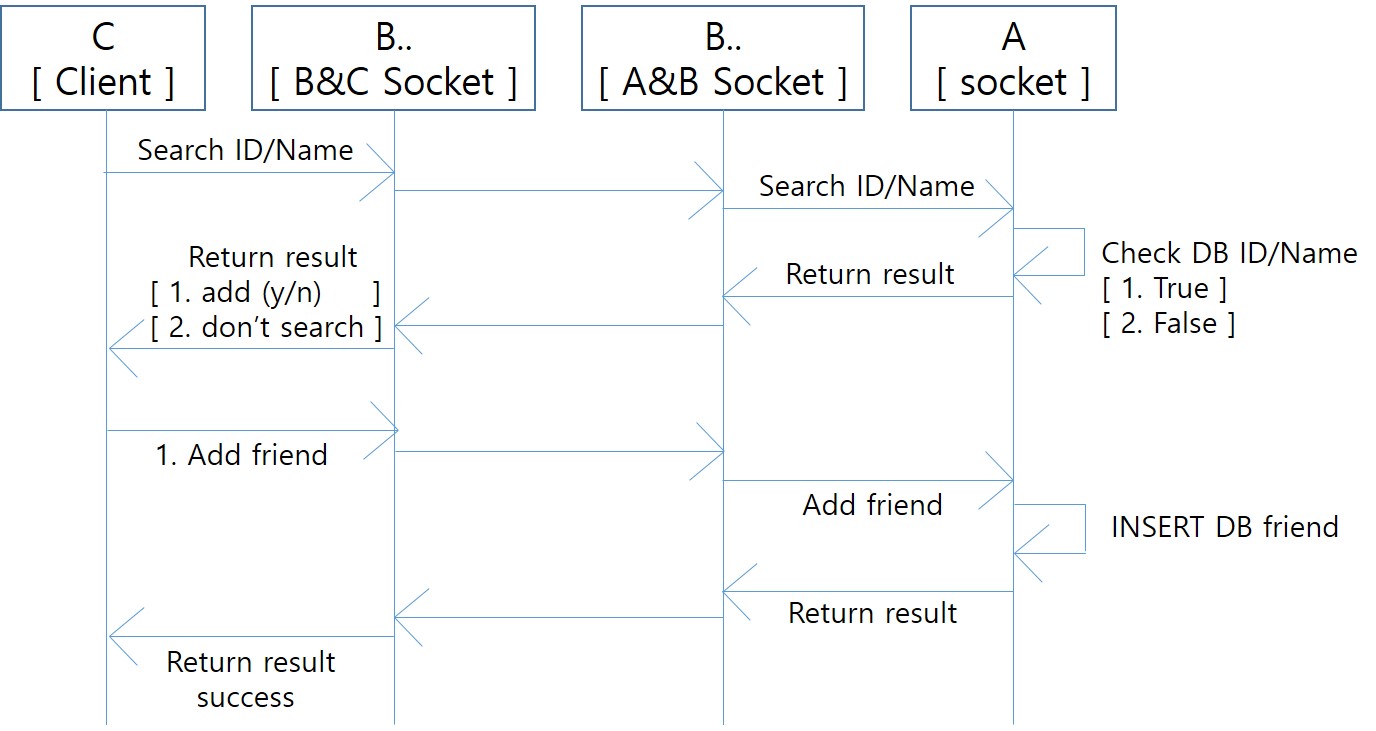 C
[ Client ]
B..
[ B&C Socket ]
B..
[ A&B Socket ]
A
[ socket ]
Search ID/Name
Search ID/Name
Check DB ID/Name
[ 1. True ]
[ 2. False ]
Return result
Return result
[ 1. add (y/n) ]
[ 2. don’t search ]
1. Add friend
Add friend
INSERT DB friend
Return result
Return result
success